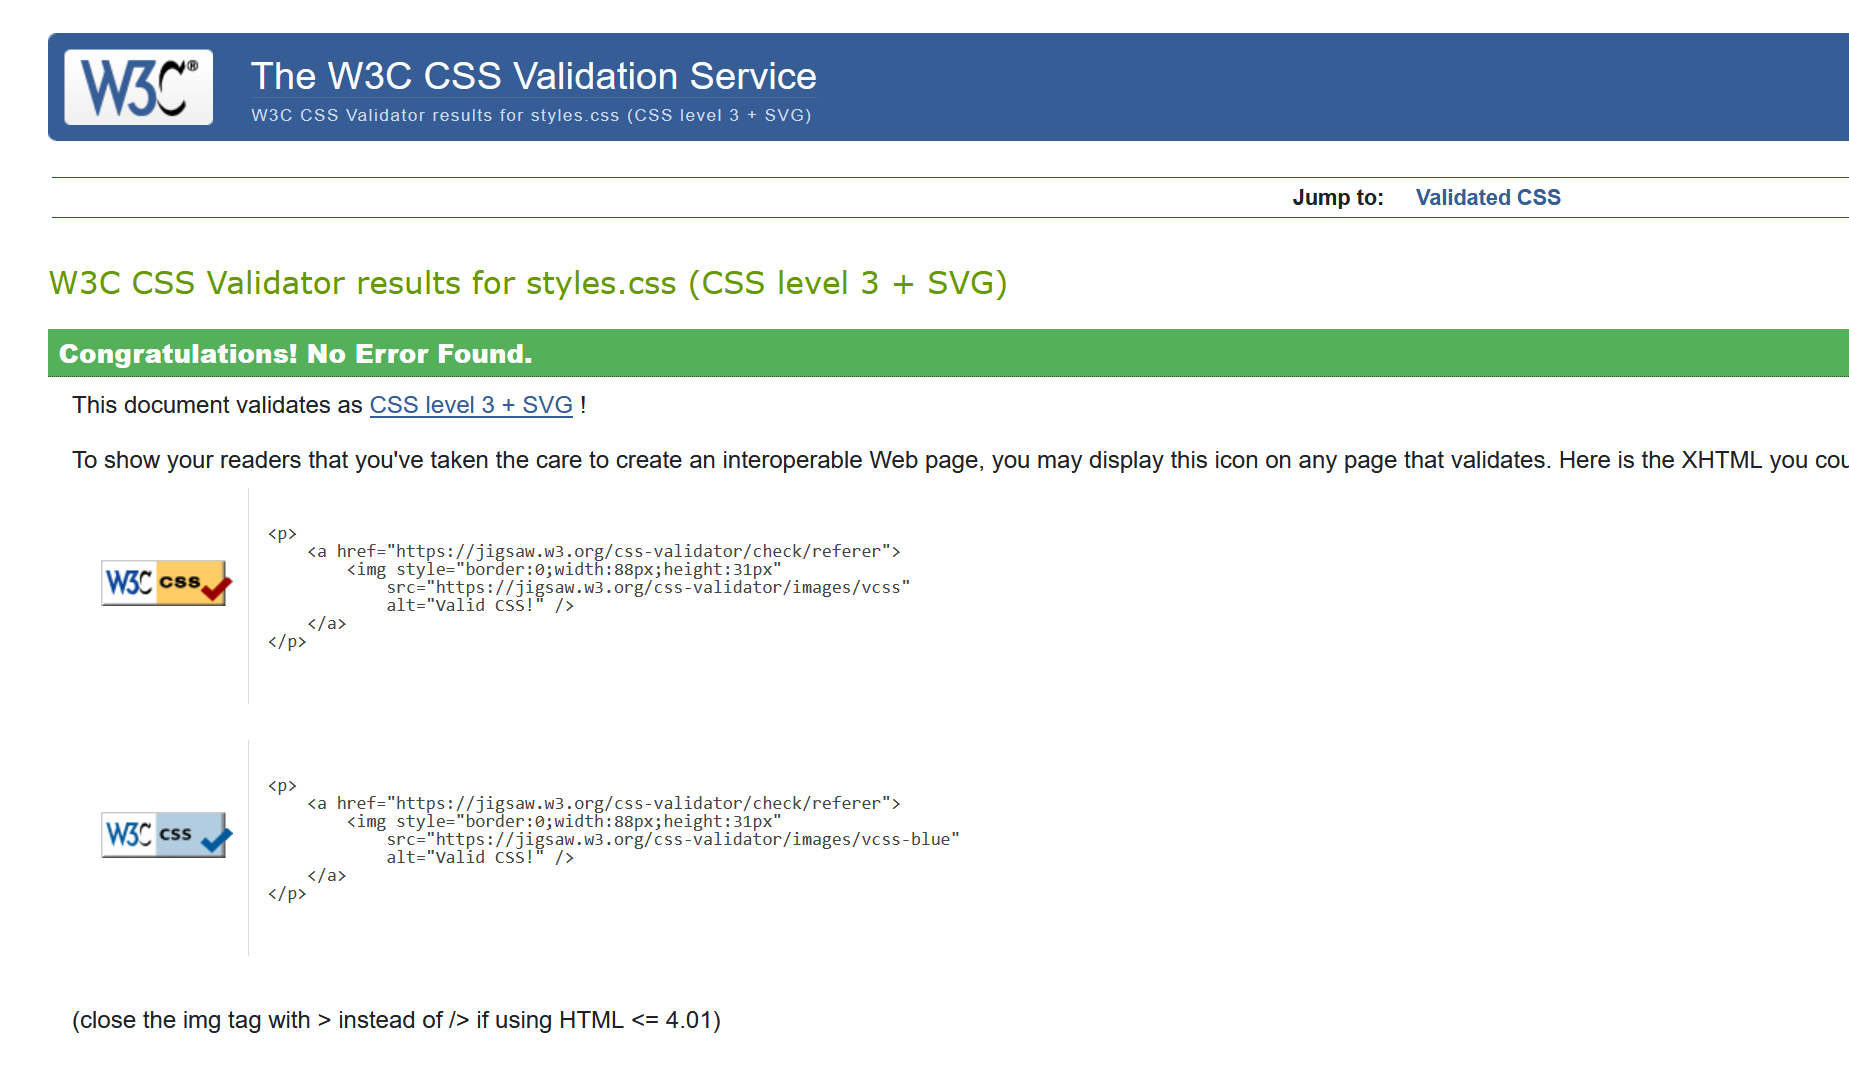 W3C®
The W3C CSS Validation Service
W3C CSS Validator results for styles.css (CSS level 3 + SVG)
Jump to: Validated CSS
W3C CSS Validator results for styles.css (CSS level 3 + SVG)
Congratulations! No Error Found.
This document validates as CSS level 3 + SVG !
To show your readers that you've taken the care to create an interoperable Web page, you may display this icon on any page that validates. Here is the XHTML you cou
<p>
    <a href="https://jigsaw.w3.org/css-validator/check/referer">
        <img style="border:0;width:88px;height:31px"
            src="https://jigsaw.w3.org/css-validator/images/vcss"
            alt="Valid CSS!" />
    </a>
</p>
W3C css
<p>
    <a href="https://jigsaw.w3.org/css-validator/check/referer">
        <img style="border:0;width:88px;height:31px"
            src="https://jigsaw.w3.org/css-validator/images/vcss-blue"
            alt="Valid CSS!" />
    </a>
</p>
W3C css
(close the img tag with > instead of /> if using HTML <= 4.01)